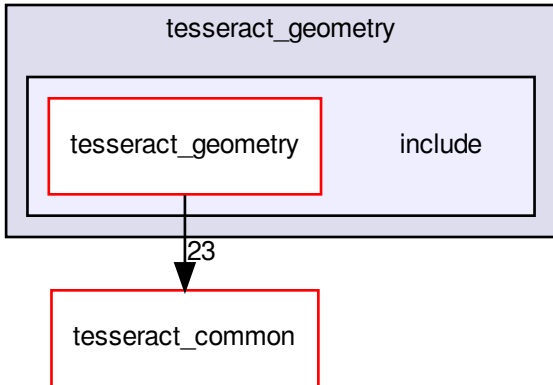 tesseract_geometry
tesseract_geometry
include
23
tesseract_common